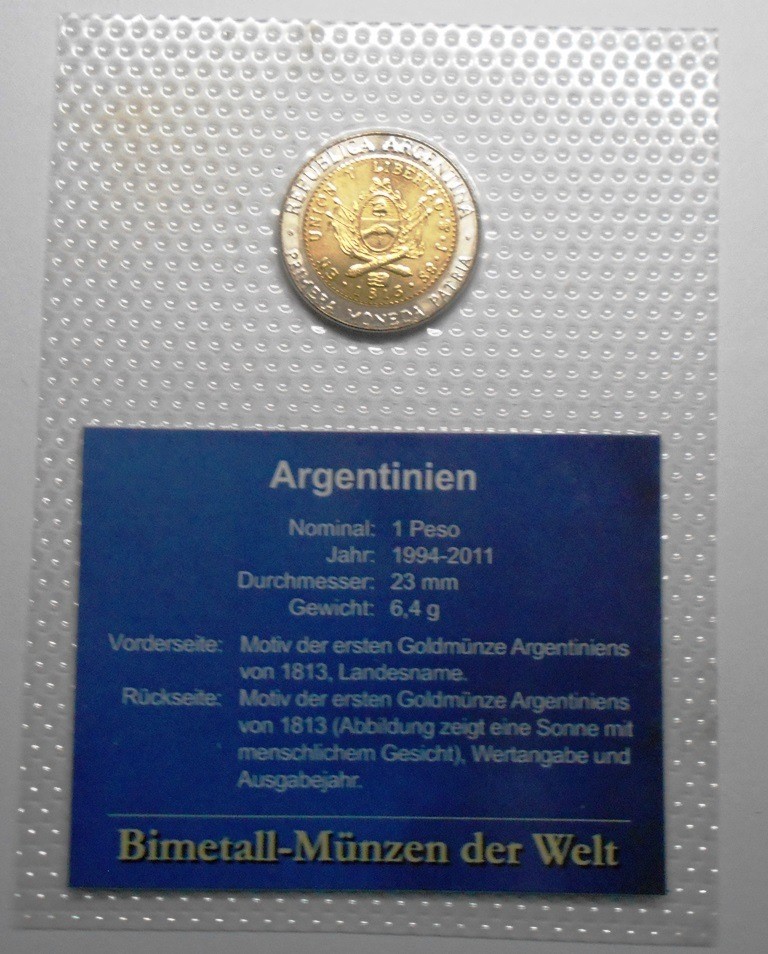 REPUBLICA ARGENTINA
UNION Y LIBERTAD
1813
PRIMERA MONEDA PATRIA
Argentinien
Nominal: 1 Peso
Jahr: 1994-2011
Durchmesser: 23 mm
Gewicht: 6,4 g
Vorderseite: Motiv der ersten Goldmünze Argentiniens
von 1813, Landesname.
Rückseite: Motiv der ersten Goldmünze Argentiniens
von 1813 (Abbildung zeigt eine Sonne mit
menschlichem Gesicht), Wertangabe und
Ausgabejahr.
Bimetall-Münzen der Welt